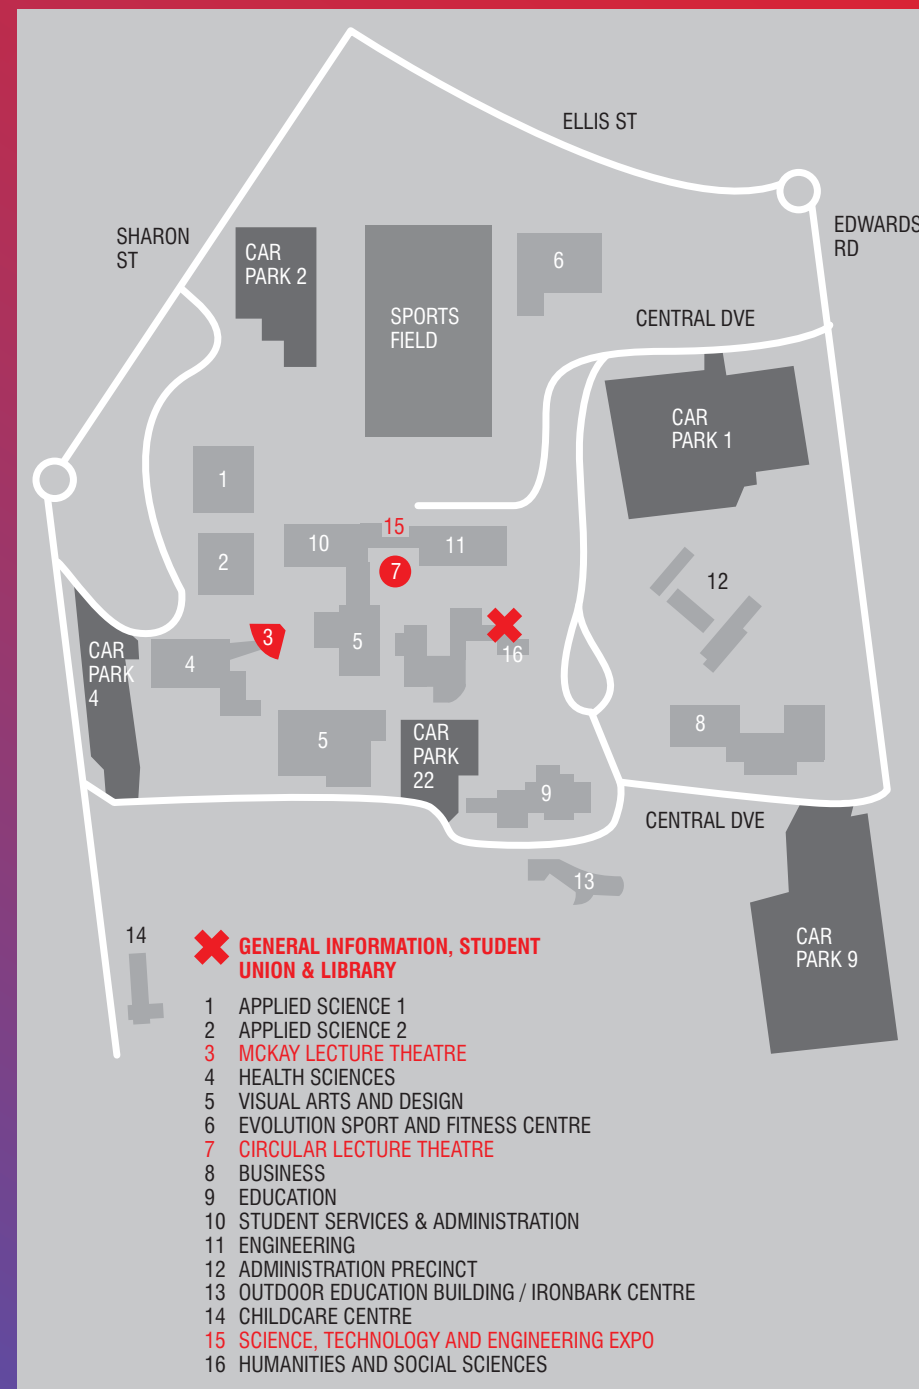 ELLIS ST
SHARON
ST
EDWARDS
RD
CAR
PARK 2
6
SPORTS
FIELD
CENTRAL DVE
CAR
PARK 1
1
15
10
11
2
7
12
3
5
16
4
CAR
PARK
4
8
5
CAR
PARK
22
9
CENTRAL DVE
13
14
CAR
PARK 9
GENERAL INFORMATION, STUDENT
UNION & LIBRARY
1 APPLIED SCIENCE 1
2 APPLIED SCIENCE 2
3 MCKAY LECTURE THEATRE
4 HEALTH SCIENCES
5 VISUAL ARTS AND DESIGN
6 EVOLUTION SPORT AND FITNESS CENTRE
7 CIRCULAR LECTURE THEATRE
8 BUSINESS
9 EDUCATION
10 STUDENT SERVICES & ADMINISTRATION
11 ENGINEERING
12 ADMINISTRATION PRECINCT
13 OUTDOOR EDUCATION BUILDING / IRONBARK CENTRE
14 CHILDCARE CENTRE
15 SCIENCE, TECHNOLOGY AND ENGINEERING EXPO
16 HUMANITIES AND SOCIAL SCIENCES